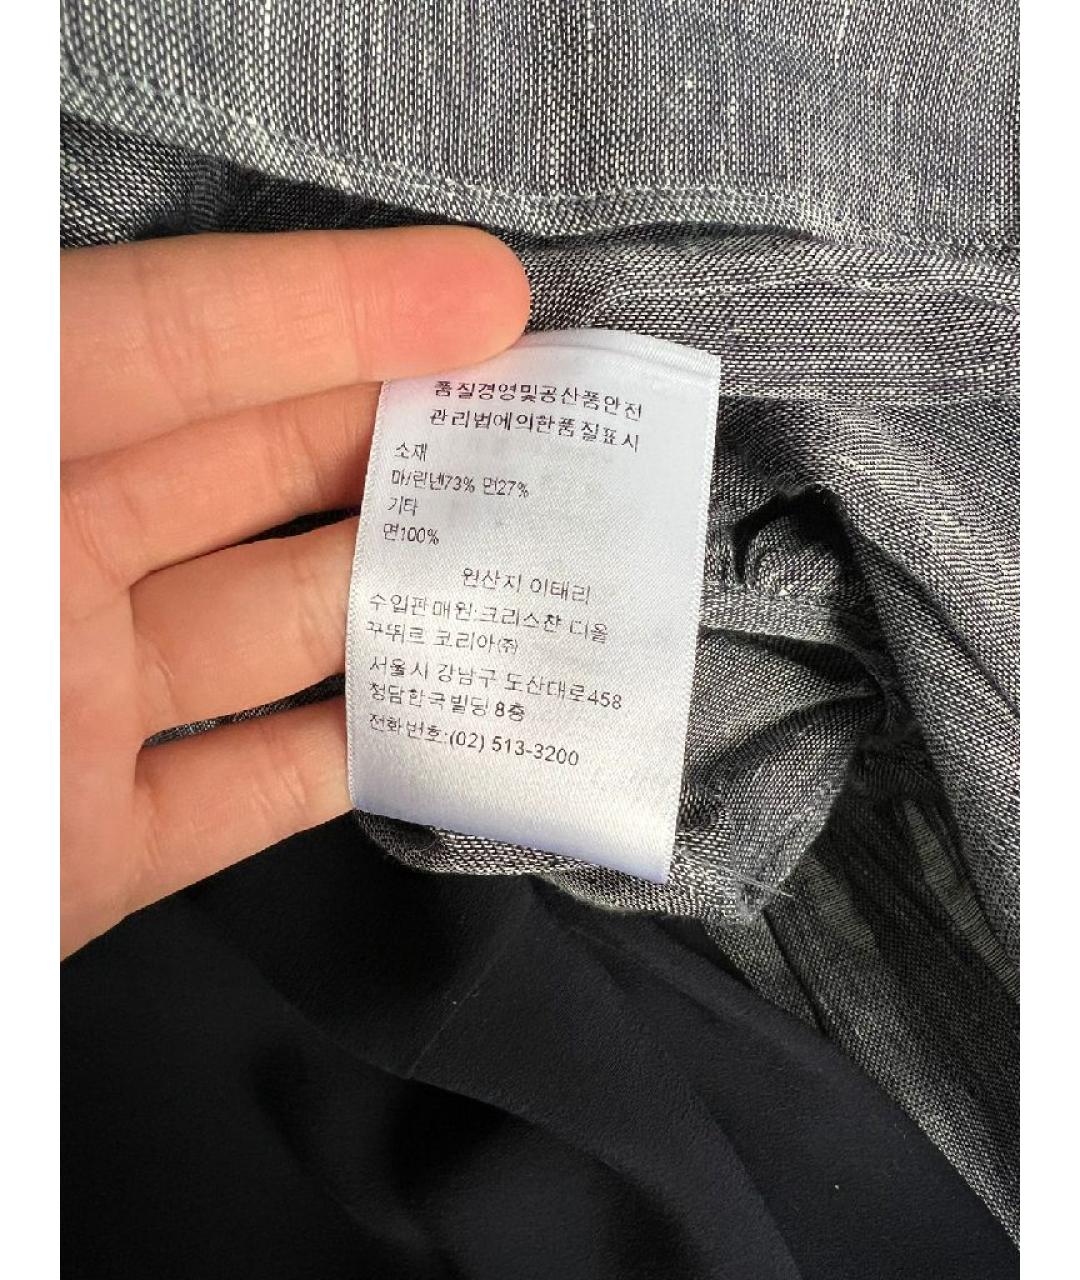 품질경영및공산품안전
관리법에의한품질표시
소재
마/린넨73% 면27%
기타
면100%
원산지 이태리
수입판매원:크리스챤 디올
꾸뛰르 코리아㈜
서울시 강남구 도산대로458
청담한국빌딩 8층
전화번호:(02) 513-3200